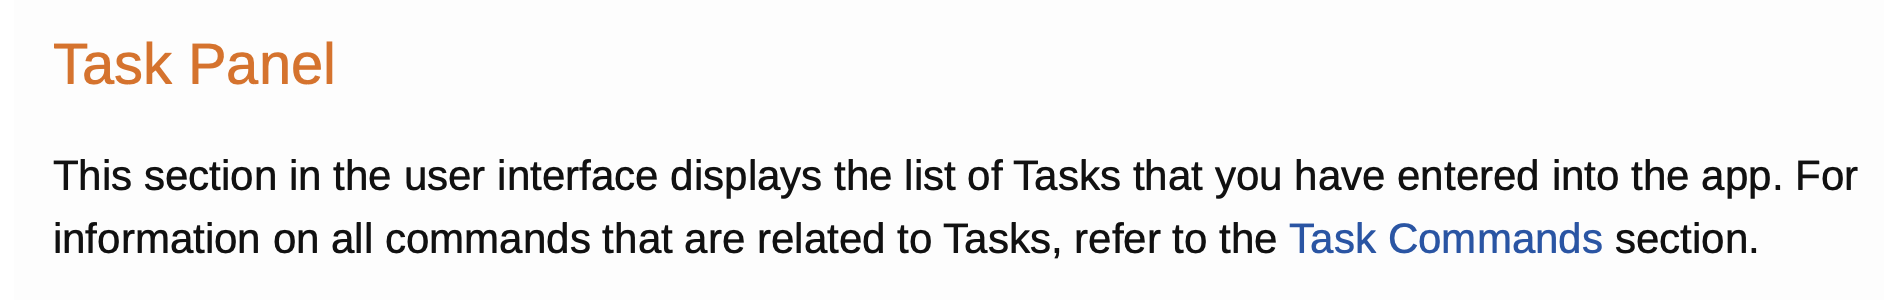 Task Panel
This section in the user interface displays the list of Tasks that you have entered into the app. For
information on all commands that are related to Tasks, refer to the Task Commands section.